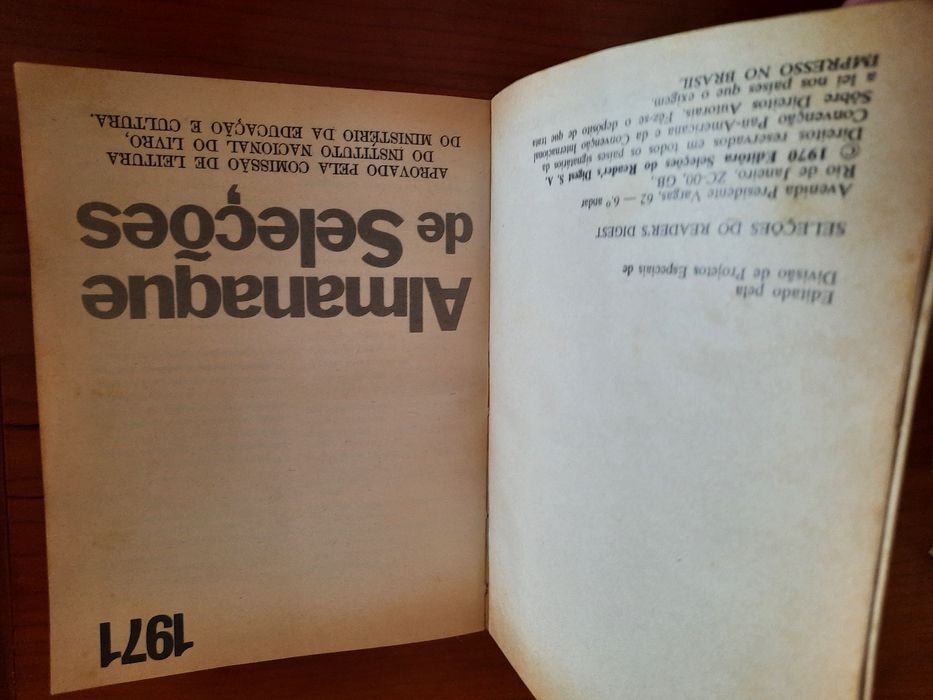 1971
Almanaque
de Seleções
APROVADO PELA COMISSÃO DE LEITURA
DO INSTITUTO NACIONAL DO LIVRO,
DO MINISTÉRIO DA EDUCAÇÃO E CULTURA.
Editado pela
Divisão de Projetos Especiais de
SELEÇÕES DO READER'S DIGEST
Avenida Presidente Vargas, 62 — 6.º andar
Rio de Janeiro, ZC-00, GB.
© 1970 Editôra de Seleções do Reader's Digest S. A.
Direitos reservados em todos os países signatários da
Convenção Pan-Americana e da Convenção Internacional
Sôbre Direitos Autorais. Faz-se o depósito de que trata
a lei nos países que o exigem.
IMPRESSO NO BRASIL